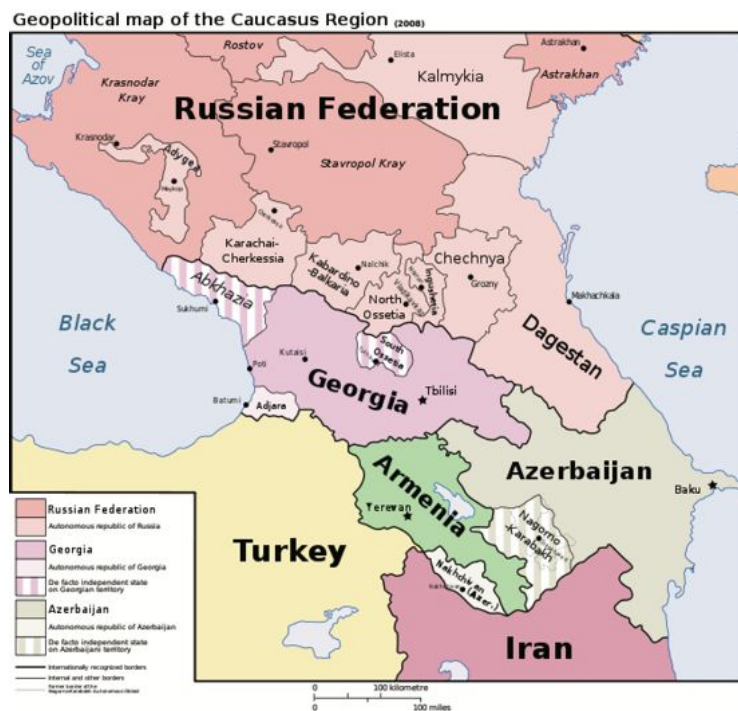 Geopolitical map of the Caucasus Region (2008)
Sea
of
Azov
Rostov
Elista
Astrakhan
Kalmykia
Astrakhan
Krasnodar
Kray
Russian Federation
Krasnodar
Adygea
Stavropol
Stavropol Kray
Maykop
Karachai-
Cherkessia
Kabardino
-Balkaria
Nalchik
Chechnya
Ingushetia
Grozny
North
Ossetia
Vladikavkaz
Abkhazia
Sukhumi
Makhachkala
Dagestan
Black
Sea
Caspian
Sea
South
Ossetia
Kutaisi
Poti
Georgia
Tbilisi
Batumi
Adjara
Azerbaijan
Baku
Armenia
Yerevan
Nagorno
-Karabakh
Nakhchivan
(Azer.)
Turkey
Iran
Russian Federation
Autonomous republic of Russia
Georgia
Autonomous republic of Georgia
De facto independent state
on Georgian territory
Azerbaijan
Autonomous republic of Azerbaijan
De facto independent state
on Azerbaijani territory
Internationally recognized borders
Internal and other borders
0 100 kilometre
0 100 miles